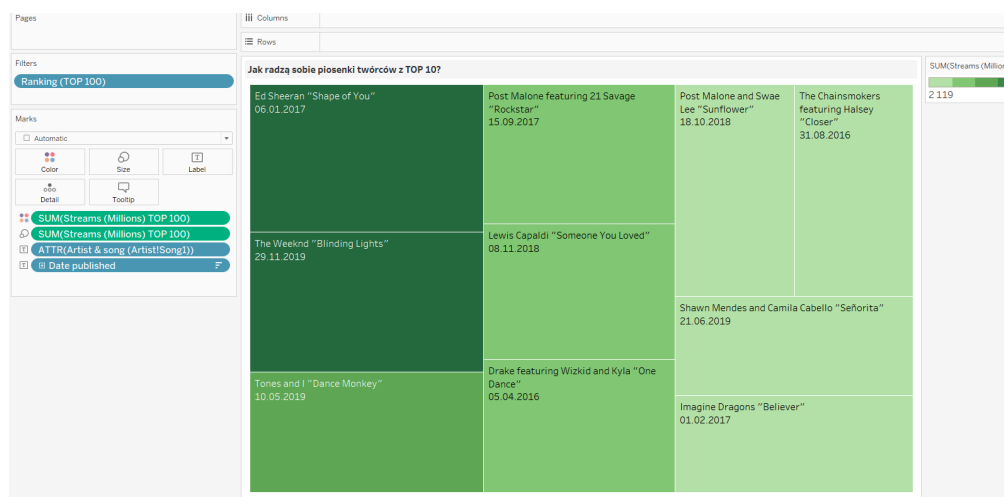 Pages
iii Columns
Rows
Filters
Ranking (TOP 100)
Marks
Automatic
Color
Size
Label
Detail
Tooltip
SUM(Streams (Millions) TOP 100)
SUM(Streams (Millions) TOP 100)
ATTR(Artist & song (Artist!Song1))
Date published
Jak radzą sobie piosenki twórców z TOP 10?
Ed Sheeran "Shape of You"
06.01.2017
The Weeknd "Blinding Lights"
29.11.2019
Tones and I "Dance Monkey"
10.05.2019
Post Malone featuring 21 Savage
"Rockstar"
15.09.2017
Lewis Capaldi "Someone You Loved"
08.11.2018
Drake featuring Wizkid and Kyla "One
Dance"
05.04.2016
Post Malone and Swae
Lee "Sunflower"
18.10.2018
The Chainsmokers
featuring Halsey
"Closer"
31.08.2016
Shawn Mendes and Camila Cabello "Señorita"
21.06.2019
Imagine Dragons "Believer"
01.02.2017
SUM(Streams (Million
2 119